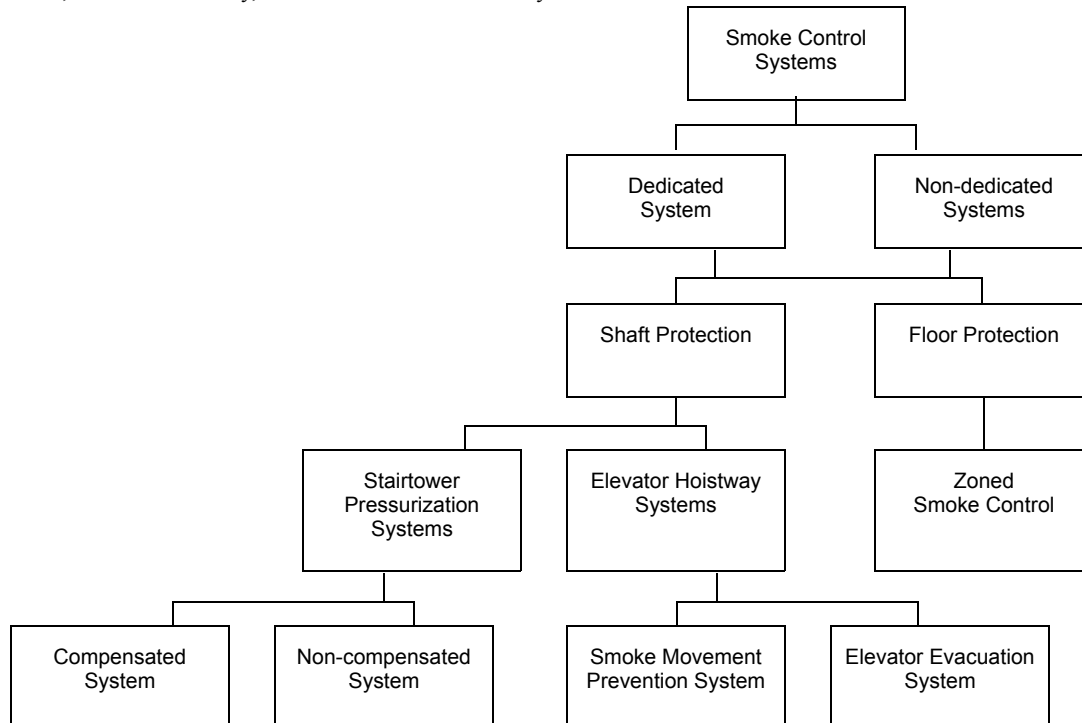 Smoke Control
Systems
Dedicated
System
Non-dedicated
Systems
Shaft Protection
Floor Protection
Stairtower
Pressurization
Systems
Elevator Hoistway
Systems
Zoned
Smoke Control
Compensated
System
Non-compensated
System
Smoke Movement
Prevention System
Elevator Evacuation
System